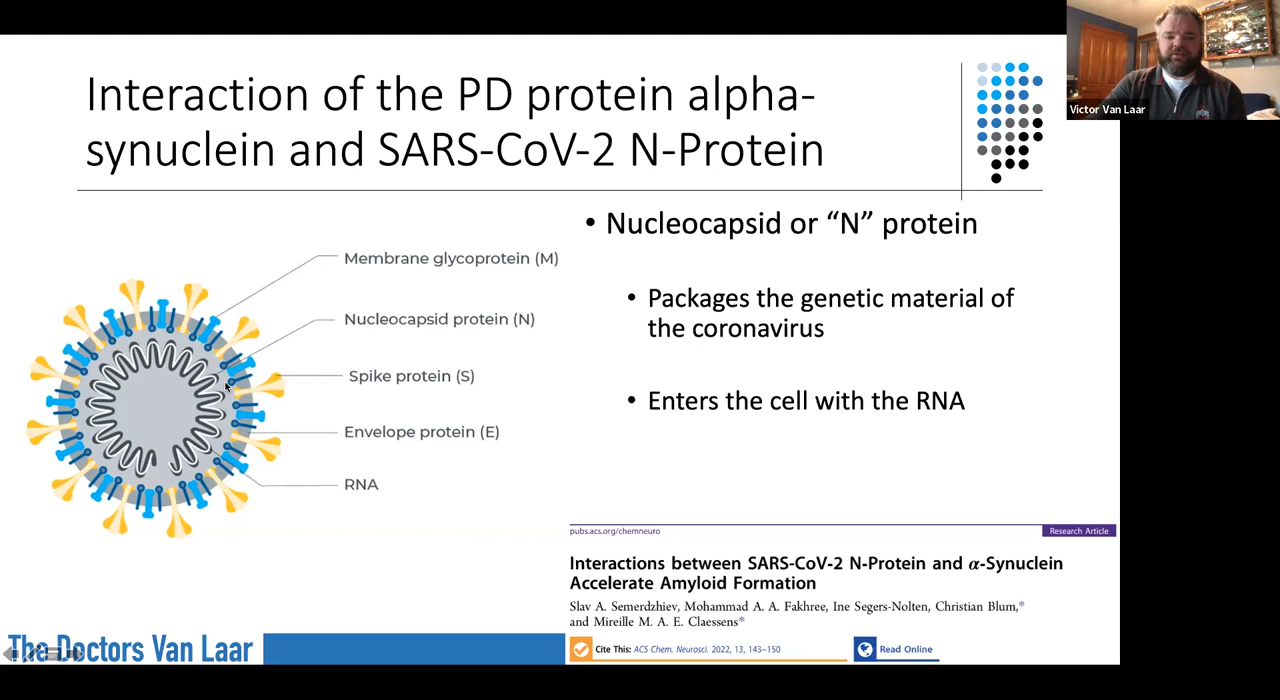 Interaction of the PD protein alpha-
synuclein and SARS-CoV-2 N-Protein
Victor Van Laar
• Nucleocapsid or “N” protein
• Packages the genetic material of
the coronavirus
• Enters the cell with the RNA
Membrane glycoprotein (M)
Nucleocapsid protein (N)
Spike protein (S)
Envelope protein (E)
RNA
pubs.acs.org/chemneuro
Research Article
Interactions between SARS-CoV-2 N-Protein and α-Synuclein
Accelerate Amyloid Formation
Slav A. Semerdzhiev, Mohammad A. A. Fakhree, Ine Segers-Nolten, Christian Blum,*
and Mireille M. A. E. Claessens*
Cite This: ACS Chem. Neurosci. 2022, 13, 143–150
Read Online
The Doctors Van Laar